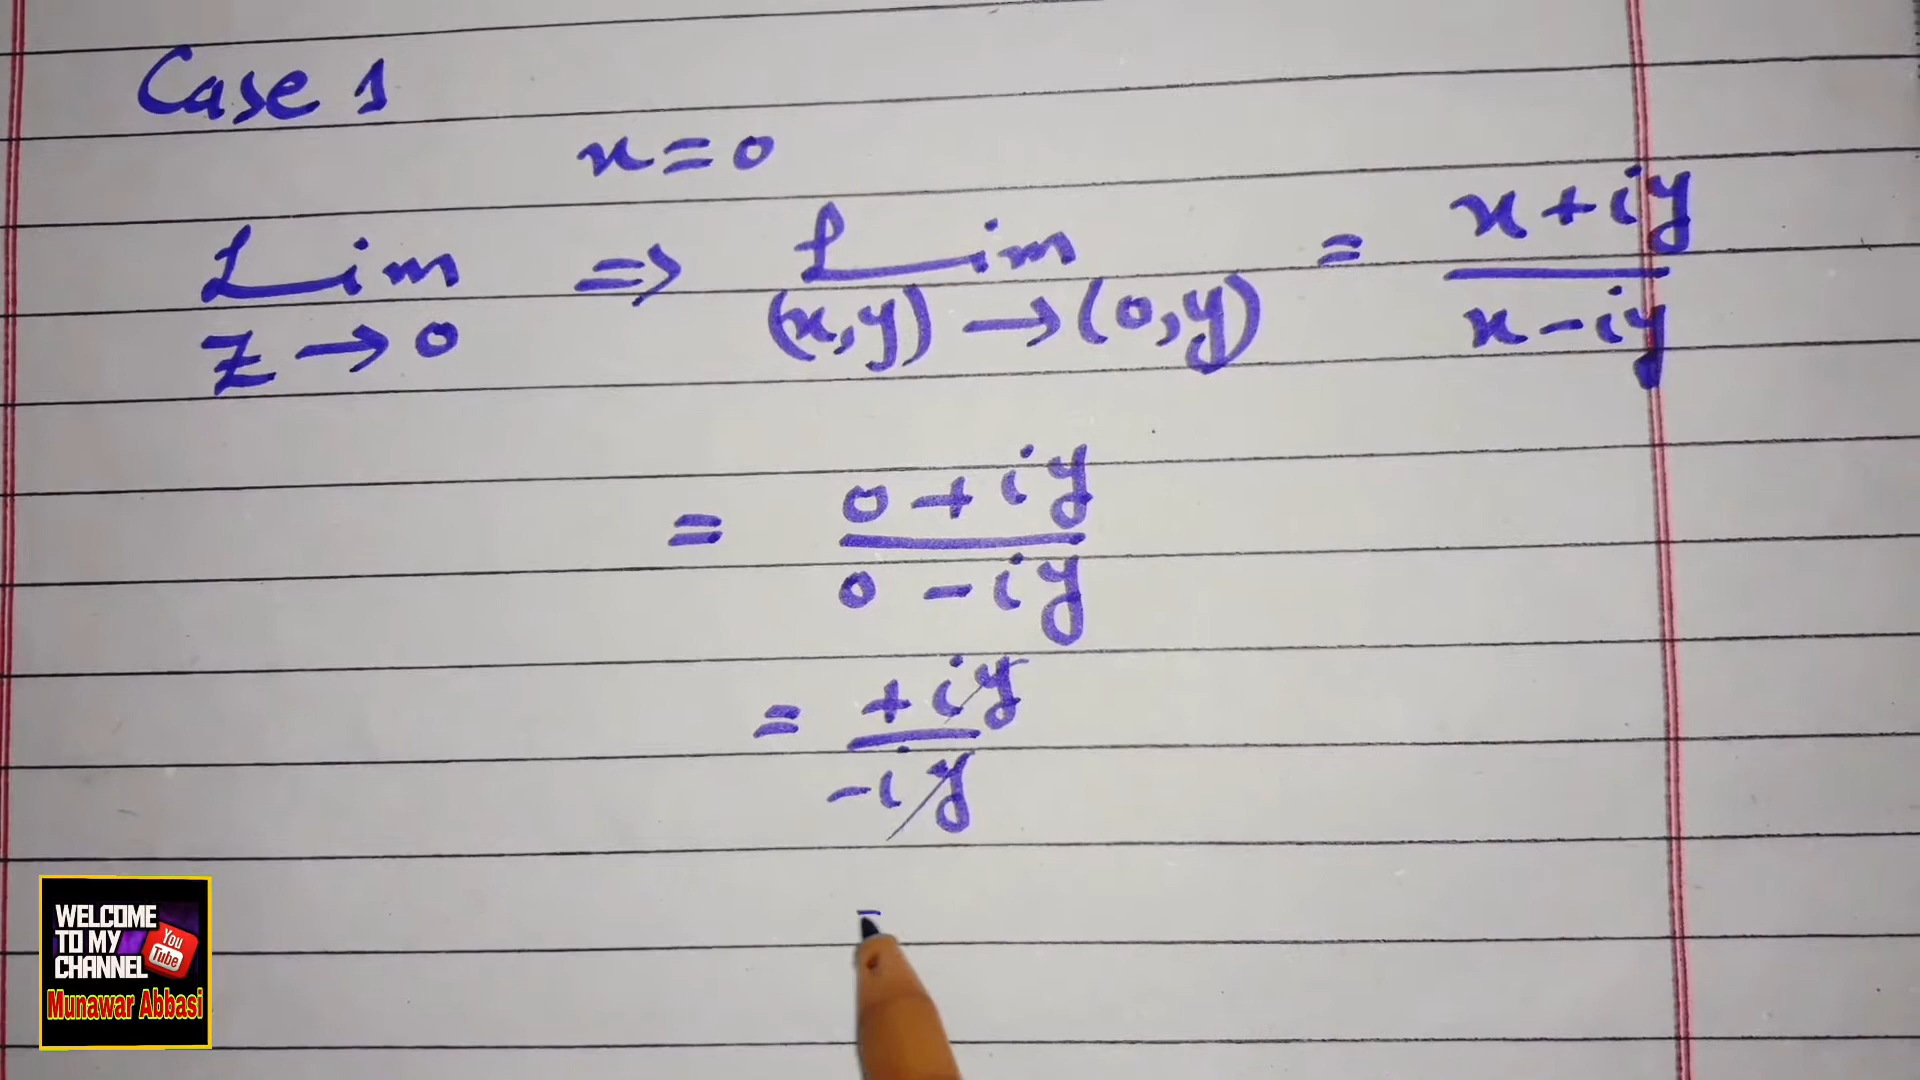 Case 1
x=0
Lim z→0 => Lim (x,y)→(0,y) = x+iy / x-iy
= 0+iy / 0-iy
= +iy / -iy
=
WELCOME
TO MY
CHANNEL
You
Tube
Munawar Abbasi